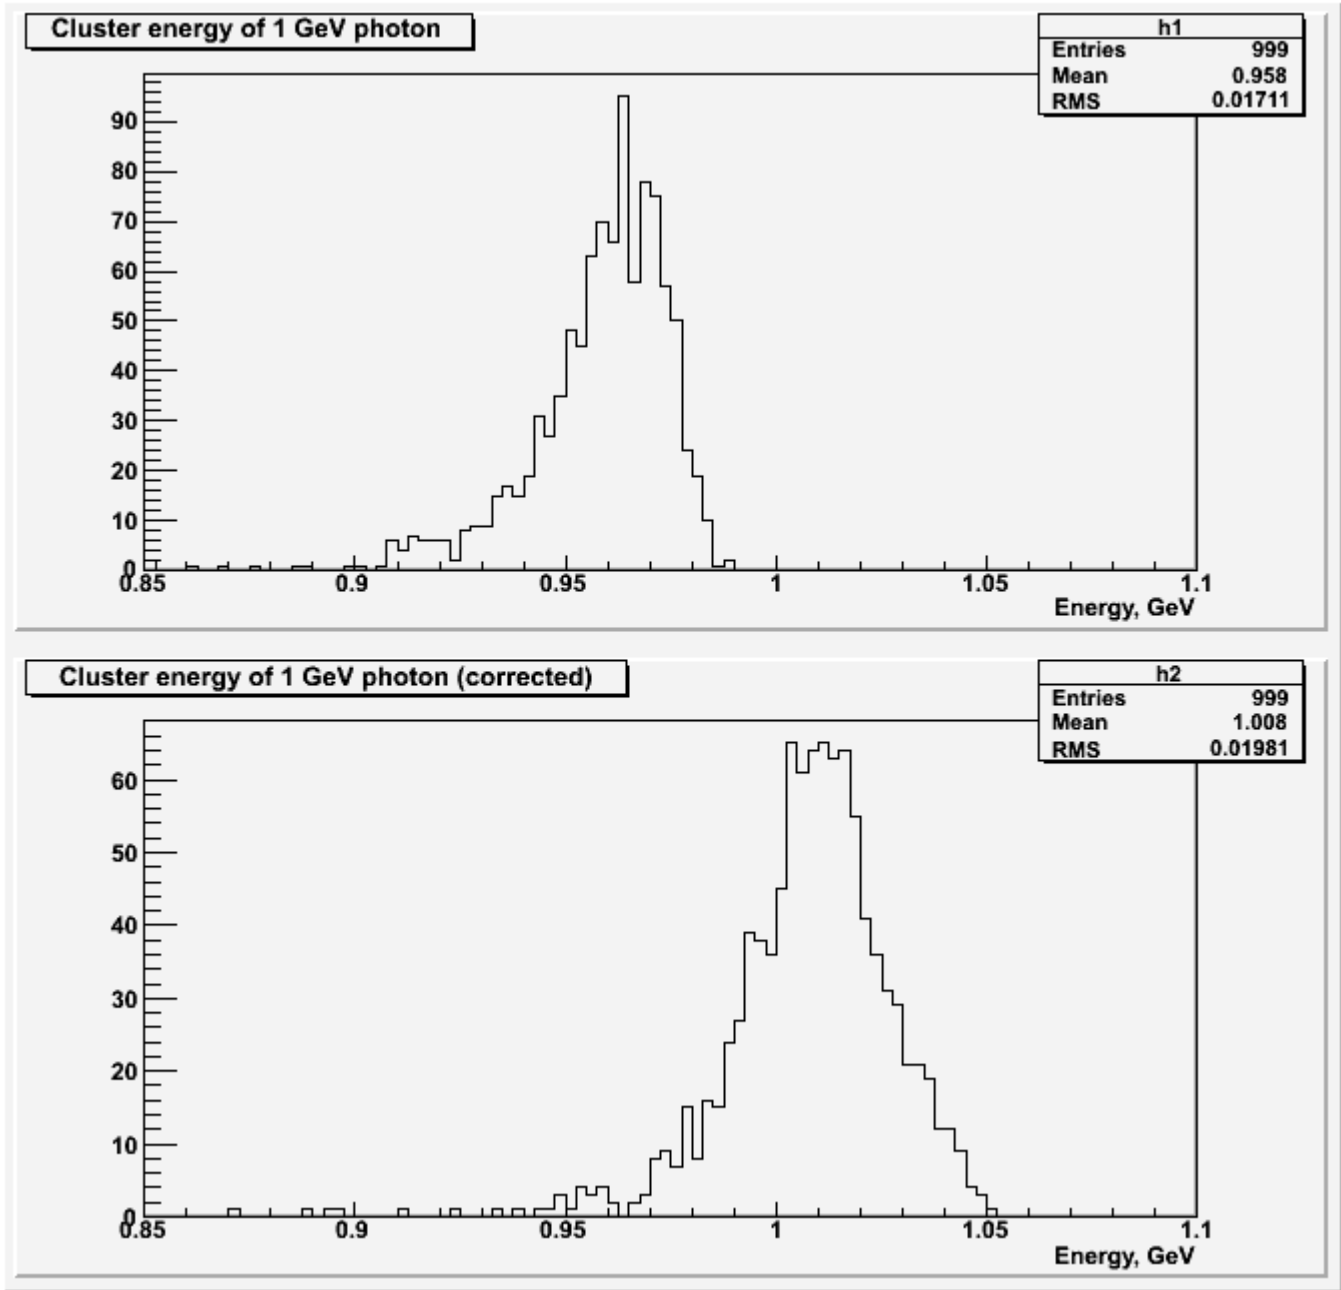 Cluster energy of 1 GeV photon
h1
Entries 999
Mean 0.958
RMS 0.01711
90
80
70
60
50
40
30
20
10
0
0.85 0.9 0.95 1 1.05 1.1
Energy, GeV
Cluster energy of 1 GeV photon (corrected)
h2
Entries 999
Mean 1.008
RMS 0.01981
60
50
40
30
20
10
0
0.85 0.9 0.95 1 1.05 1.1
Energy, GeV